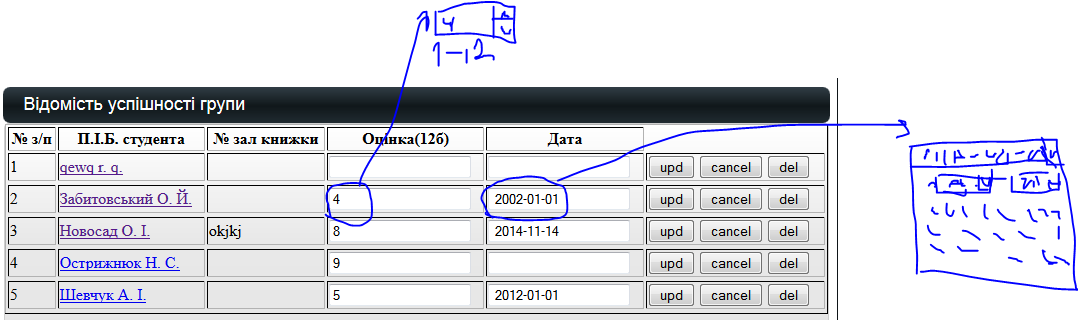 4
1-12
Відомість успішності групи
№ з/п П.І.Б. студента № зал книжки Оцінка(12б) Дата
1 qewq r. q. upd cancel del
2 Забитовський О. Й. 4 2002-01-01 upd cancel del
3 Новосад О. І. okjkj 8 2014-11-14 upd cancel del
4 Острижнюк Н. С. 9 upd cancel del
5 Шевчук А. І. 5 2012-01-01 upd cancel del